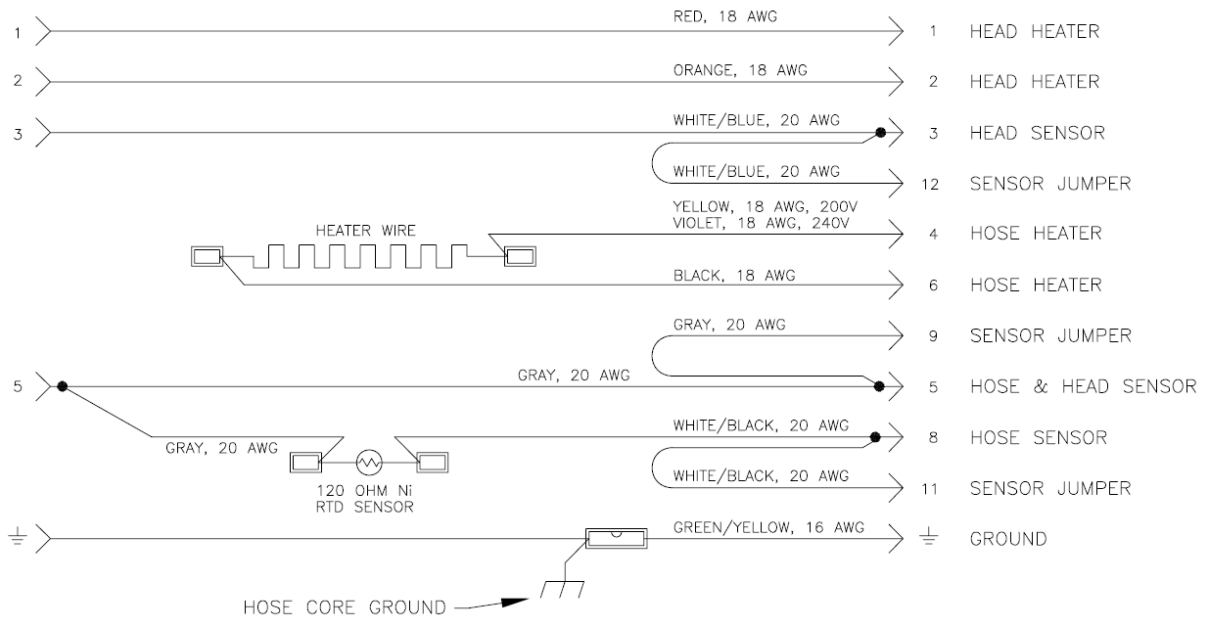 RED, 18 AWG
1 1 HEAD HEATER
ORANGE, 18 AWG
2 2 HEAD HEATER
WHITE/BLUE, 20 AWG
3 3 HEAD SENSOR
WHITE/BLUE, 20 AWG
12 SENSOR JUMPER
YELLOW, 18 AWG, 200V
VIOLET, 18 AWG, 240V
HEATER WIRE 4 HOSE HEATER
BLACK, 18 AWG
6 HOSE HEATER
GRAY, 20 AWG
9 SENSOR JUMPER
GRAY, 20 AWG
5 5 HOSE & HEAD SENSOR
WHITE/BLACK, 20 AWG
8 HOSE SENSOR
GRAY, 20 AWG
WHITE/BLACK, 20 AWG
11 SENSOR JUMPER
120 OHM Ni
RTD SENSOR
GREEN/YELLOW, 16 AWG
GROUND
HOSE CORE GROUND